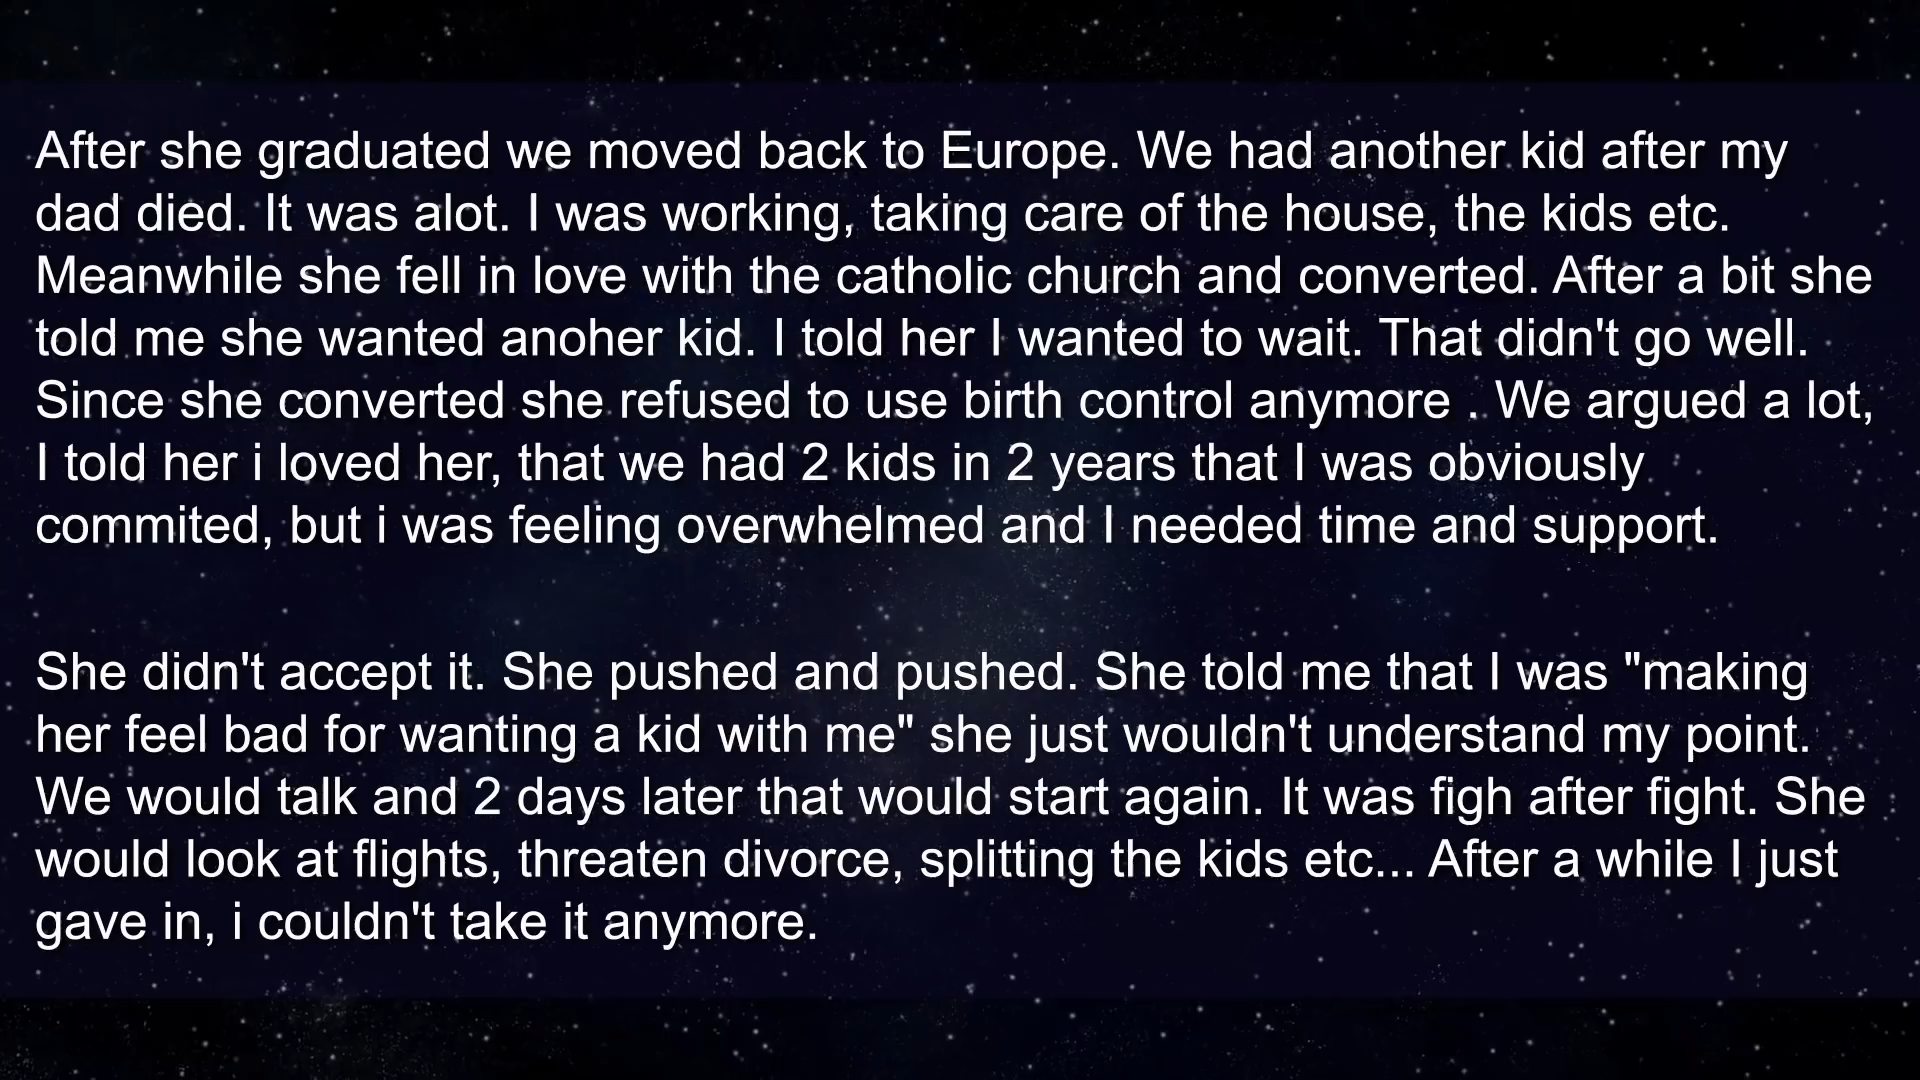 After she graduated we moved back to Europe. We had another kid after my
dad died. It was alot. I was working, taking care of the house, the kids etc.
Meanwhile she fell in love with the catholic church and converted. After a bit she
told me she wanted anoher kid. I told her I wanted to wait. That didn't go well.
Since she converted she refused to use birth control anymore . We argued a lot,
I told her i loved her, that we had 2 kids in 2 years that I was obviously
commited, but i was feeling overwhelmed and I needed time and support.
She didn't accept it. She pushed and pushed. She told me that I was "making
her feel bad for wanting a kid with me" she just wouldn't understand my point.
We would talk and 2 days later that would start again. It was figh after fight. She
would look at flights, threaten divorce, splitting the kids etc... After a while I just
gave in, i couldn't take it anymore.